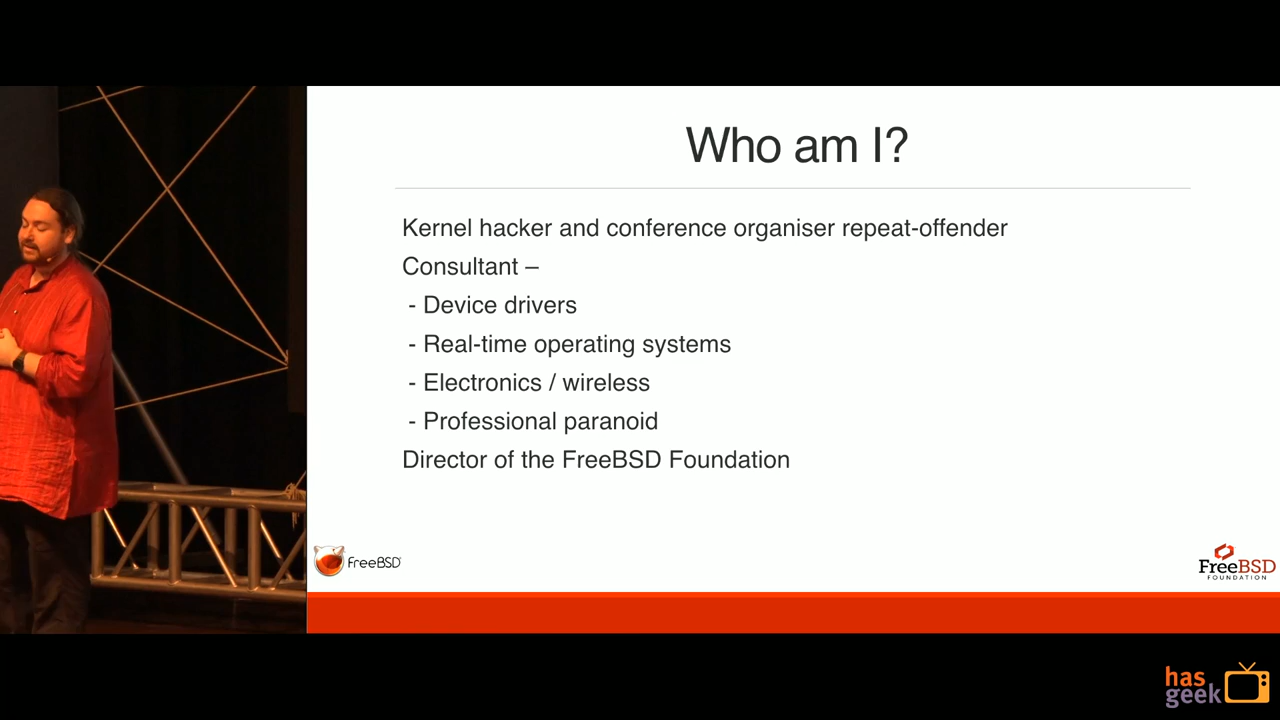 Who am I?
Kernel hacker and conference organiser repeat-offender
Consultant –
- Device drivers
- Real-time operating systems
- Electronics / wireless
- Professional paranoid
Director of the FreeBSD Foundation
FreeBSD
FreeBSD
FOUNDATION
has
geek